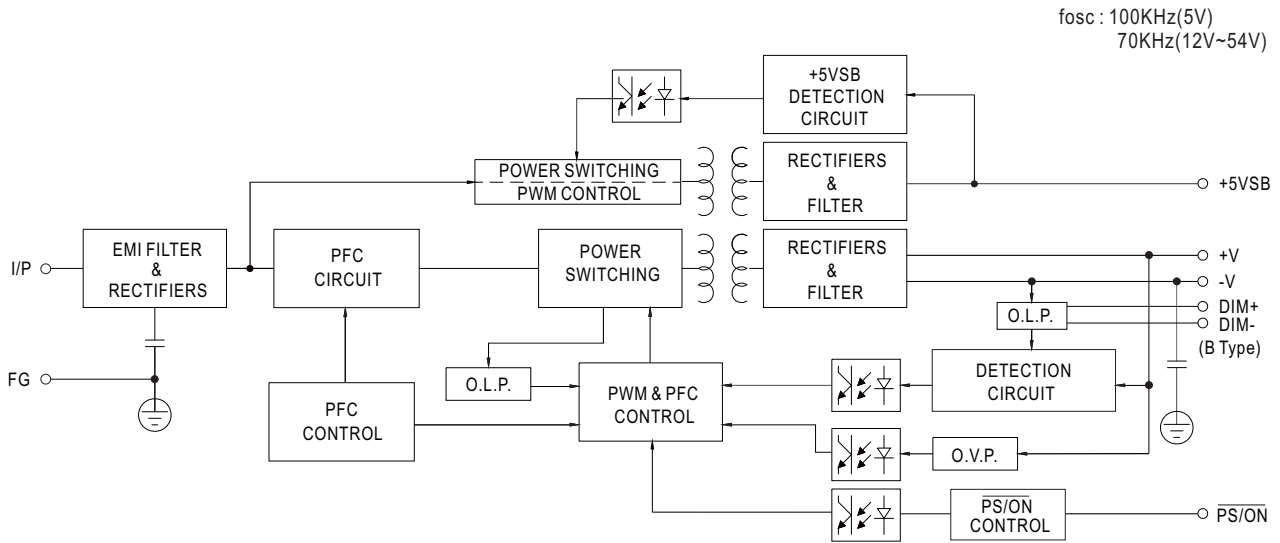 fosc : 100KHz(5V)
70KHz(12V~54V)
+5VSB
DETECTION
CIRCUIT
POWER SWITCHING
PWM CONTROL
RECTIFIERS
&
FILTER
+5VSB
I/P
EMI FILTER
&
RECTIFIERS
PFC
CIRCUIT
POWER
SWITCHING
RECTIFIERS
&
FILTER
+V
-V
DIM+
DIM-
(B Type)
O.L.P.
FG
O.L.P.
PFC
CONTROL
PWM & PFC
CONTROL
DETECTION
CIRCUIT
O.V.P.
PS/ON
CONTROL
PS/ON